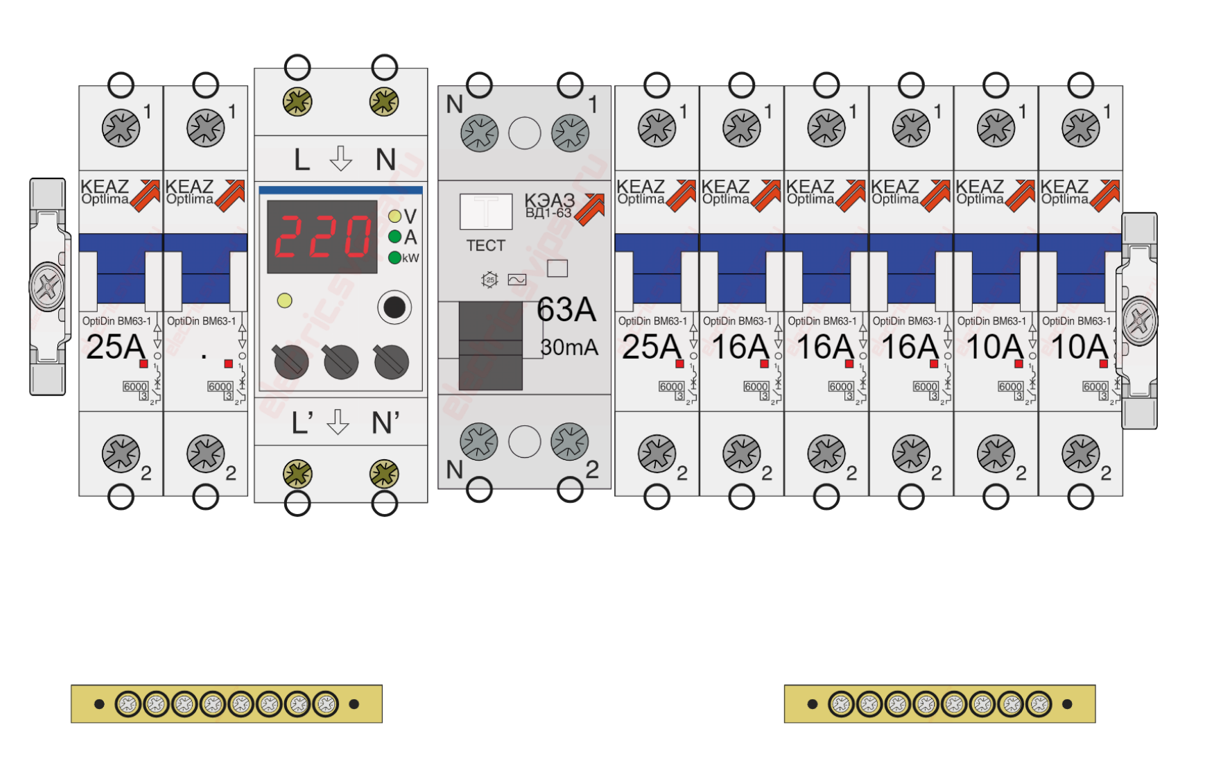 1
KEAZ
Optlima
OptiDin BM63-1
25A
6000
3
2
1
KEAZ
Optlima
OptiDin BM63-1
.
6000
3
2
L N
220
V
A
kW
L' N'
N 1
КЭАЗ
ВД1-63
T
ТЕСТ
25
63A
30mA
N 2
1
KEAZ
Optlima
OptiDin BM63-1
25A
6000
3
2
1
KEAZ
Optlima
OptiDin BM63-1
16A
6000
3
2
1
KEAZ
Optlima
OptiDin BM63-1
16A
6000
3
2
1
KEAZ
Optlima
OptiDin BM63-1
16A
6000
3
2
1
KEAZ
Optlima
OptiDin BM63-1
10A
6000
3
2
1
KEAZ
Optlima
OptiDin BM63-1
10A
6000
3
2